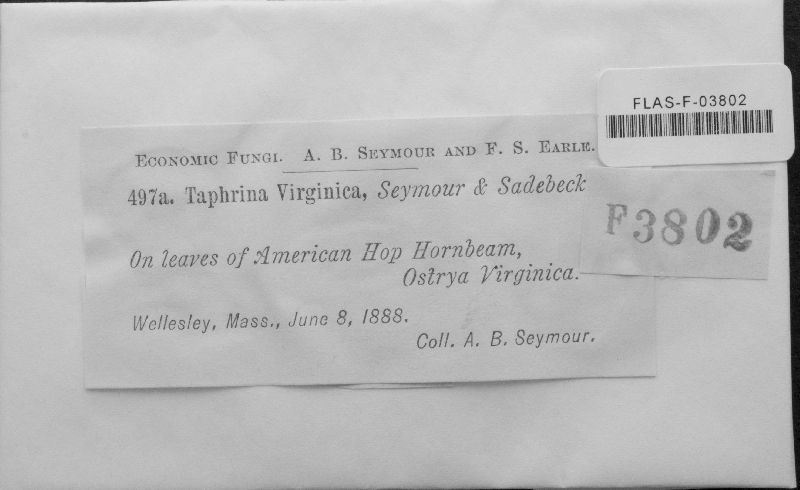 FLAS-F-03802
ECONOMIC FUNGI. A. B. SEYMOUR AND F. S. EARLE.
497a. Taphrina Virginica, Seymour & Sadebeck
F3802
On leaves of American Hop Hornbeam,
Ostrya Virginica.
Wellesley, Mass., June 8, 1888.
Coll. A. B. Seymour.